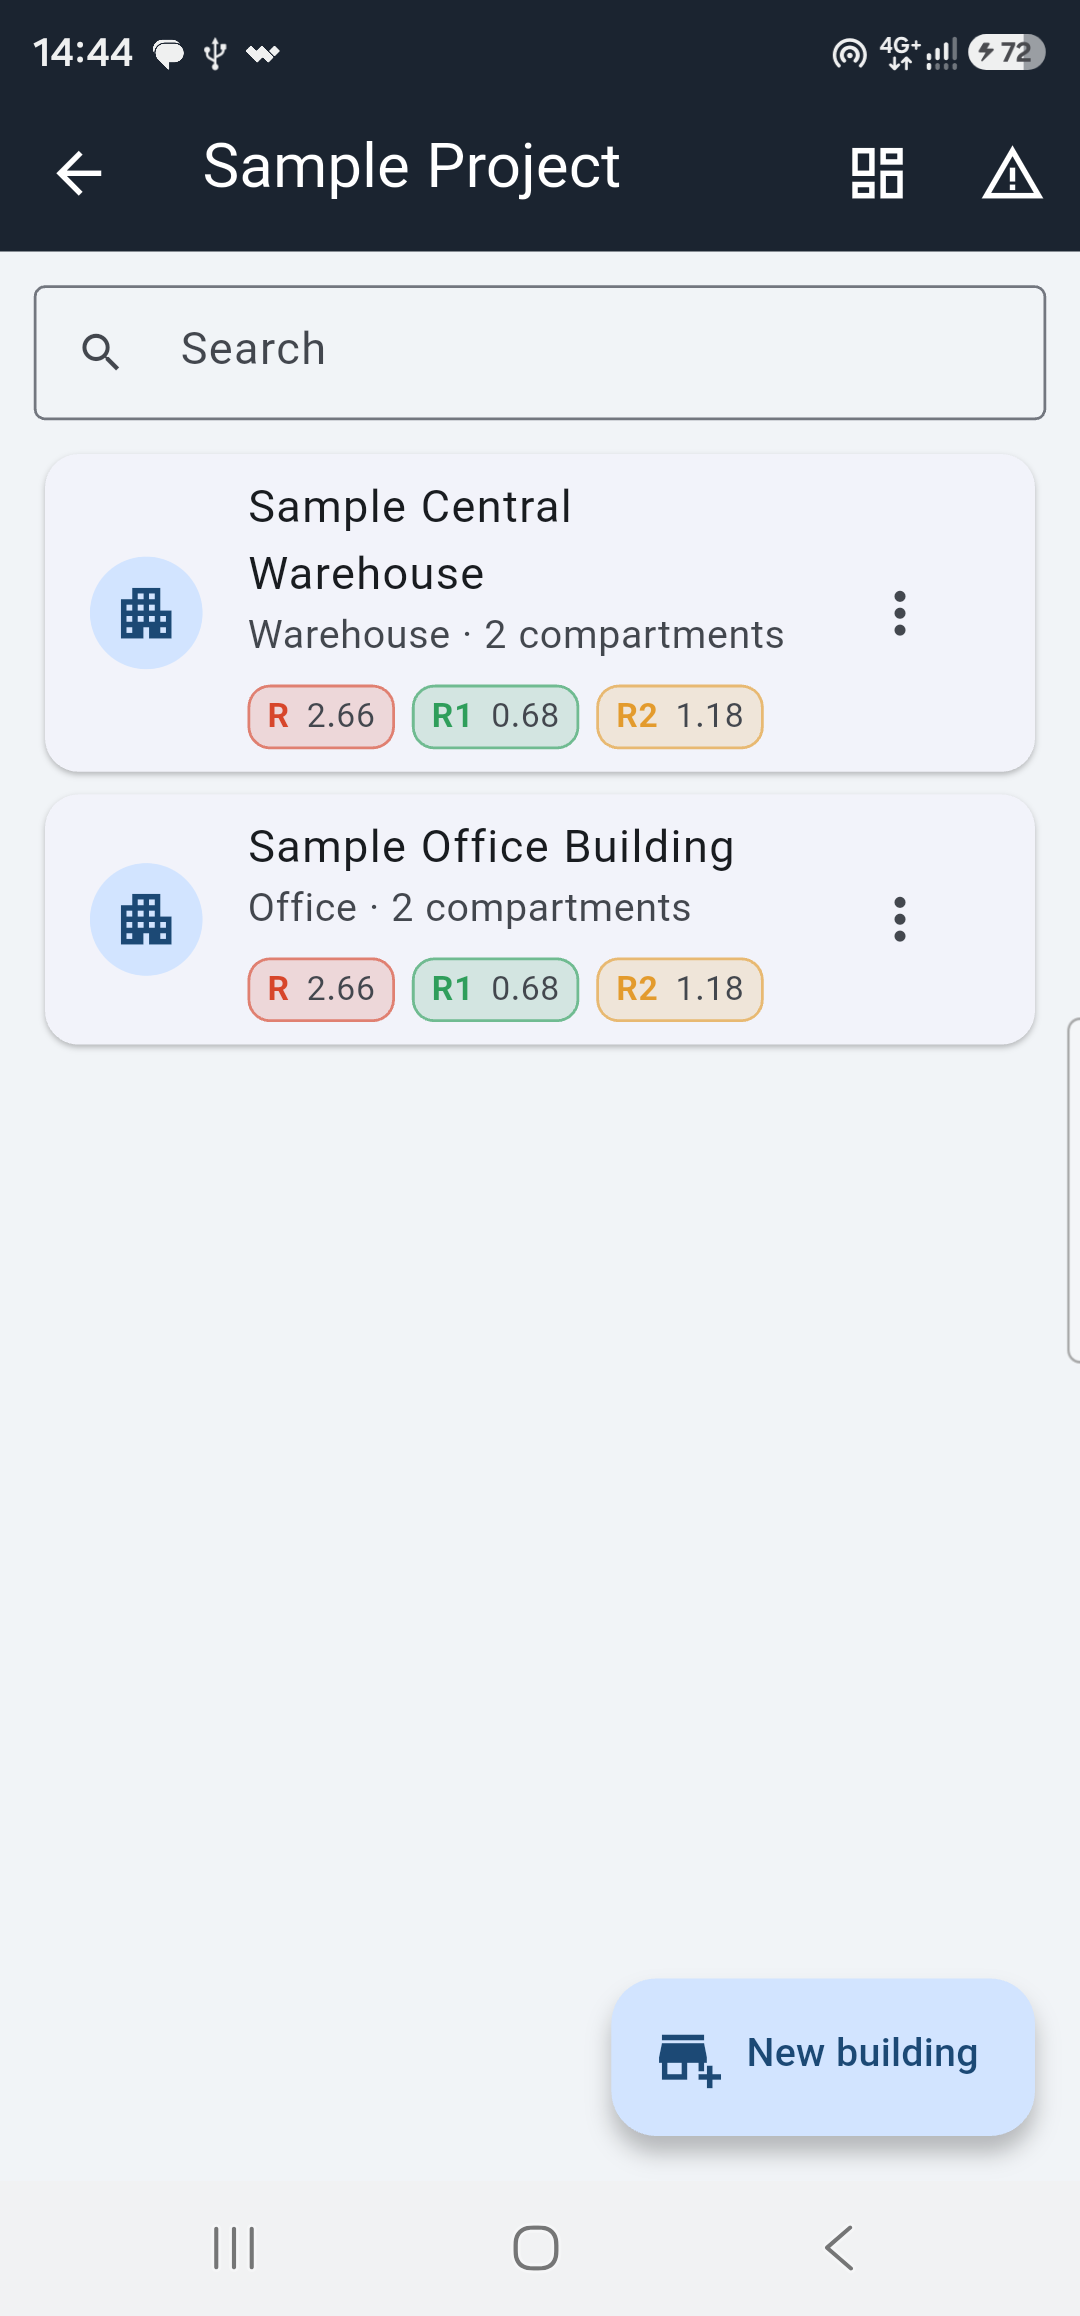 14:44
4G+
72
Sample Project
Search
Sample Central
Warehouse
Warehouse · 2 compartments
R 2.66 R1 0.68 R2 1.18
Sample Office Building
Office · 2 compartments
R 2.66 R1 0.68 R2 1.18
New building